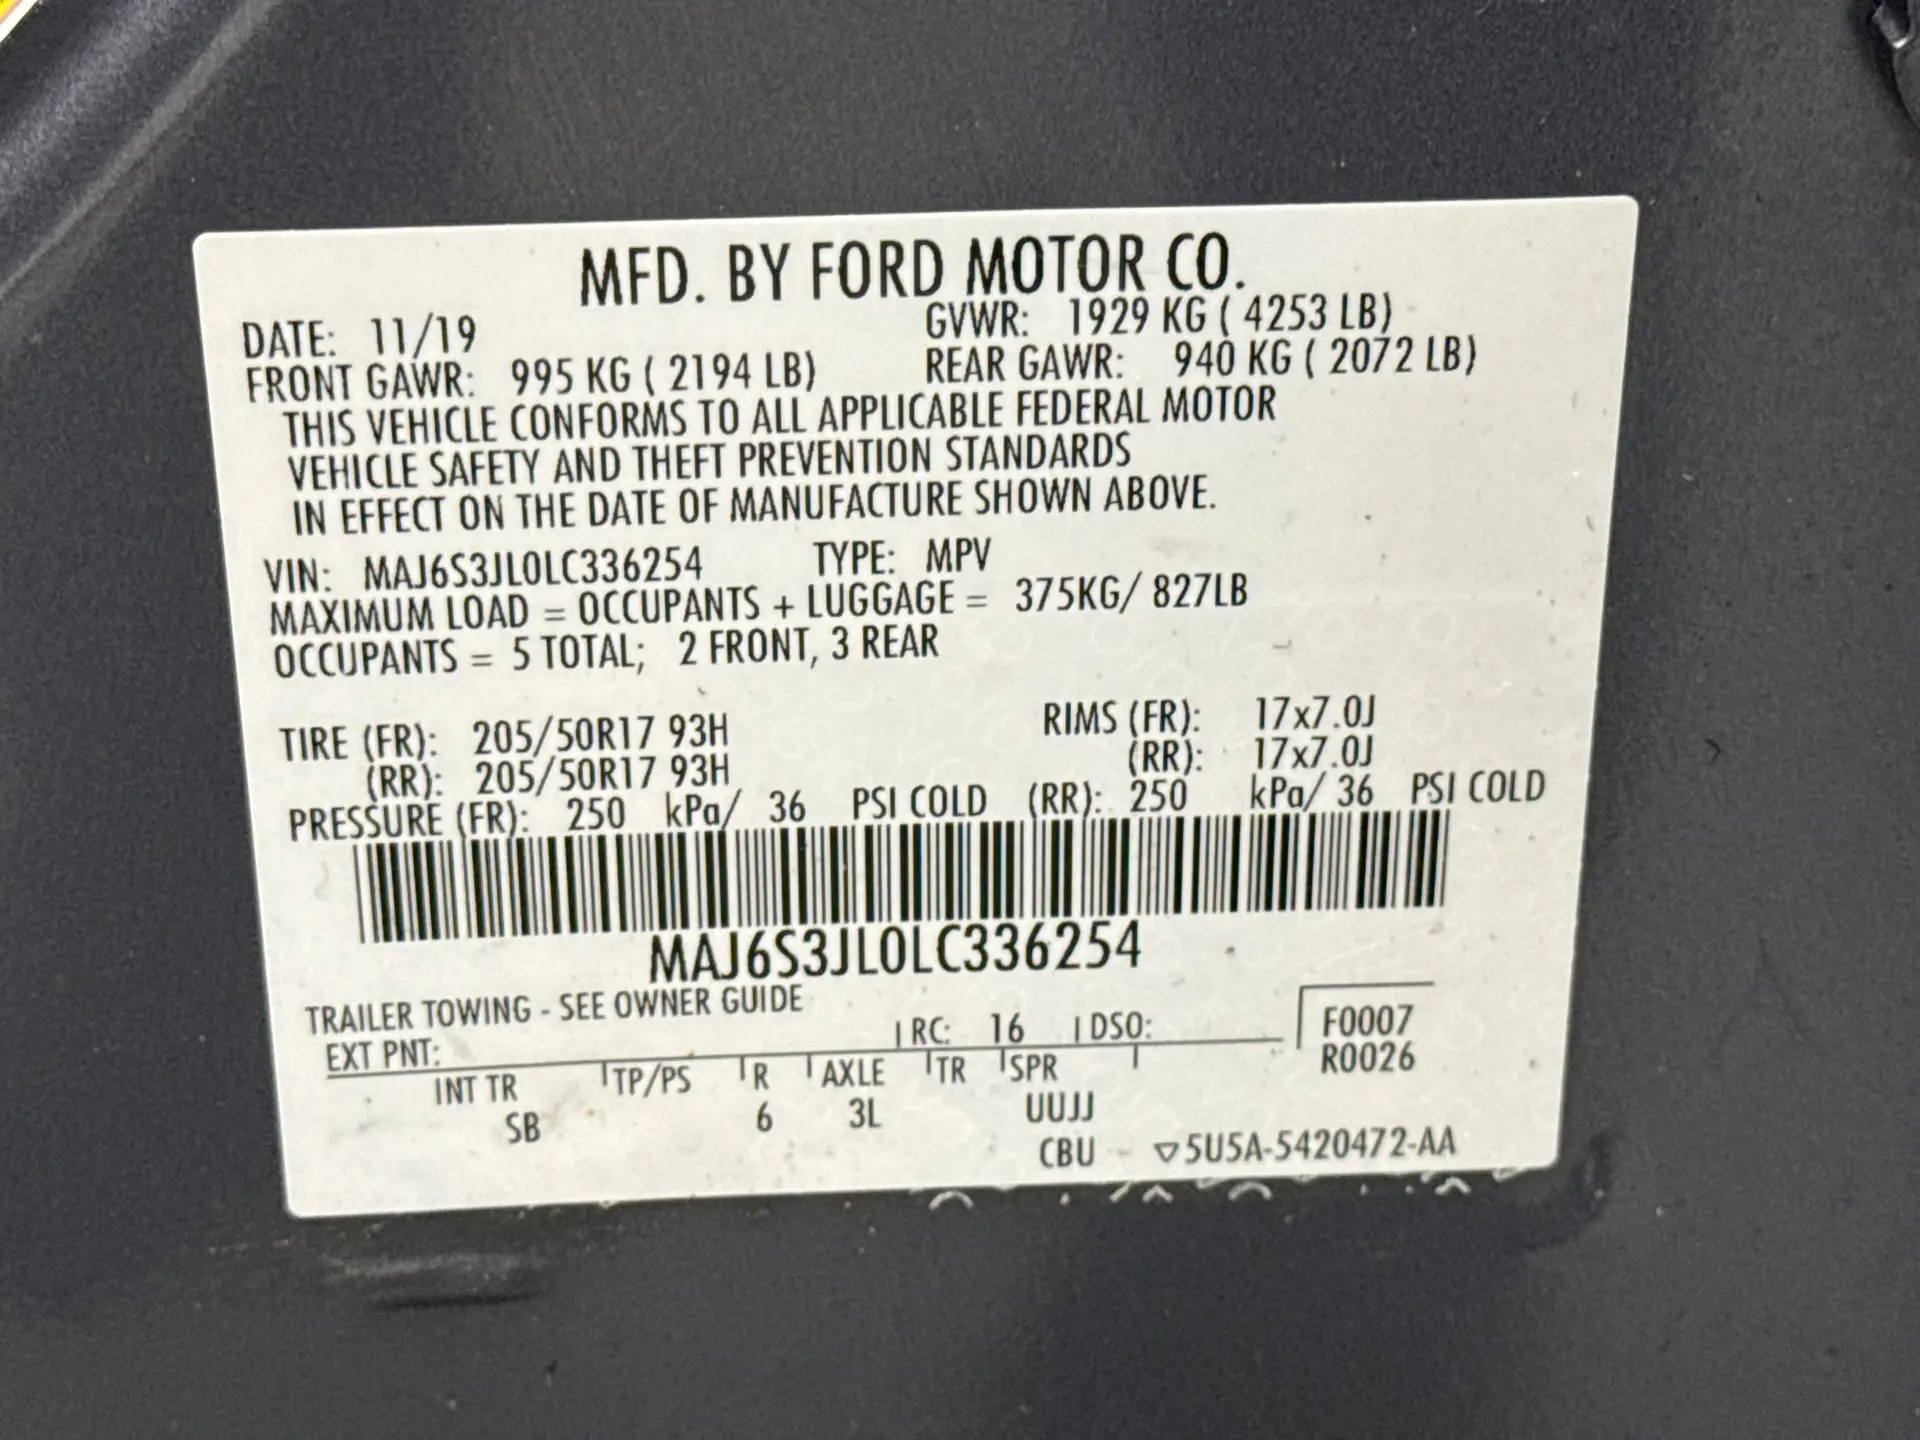 MFD. BY FORD MOTOR CO.
DATE: 11/19 GVWR: 1929 KG ( 4253 LB)
FRONT GAWR: 995 KG ( 2194 LB) REAR GAWR: 940 KG ( 2072 LB)
THIS VEHICLE CONFORMS TO ALL APPLICABLE FEDERAL MOTOR
VEHICLE SAFETY AND THEFT PREVENTION STANDARDS
IN EFFECT ON THE DATE OF MANUFACTURE SHOWN ABOVE.
VIN: MAJ6S3JL0LC336254 TYPE: MPV
MAXIMUM LOAD = OCCUPANTS + LUGGAGE = 375KG/ 827LB
OCCUPANTS = 5 TOTAL; 2 FRONT, 3 REAR
TIRE (FR): 205/50R17 93H RIMS (FR): 17x7.0J
(RR): 205/50R17 93H (RR): 17x7.0J
PRESSURE (FR): 250 kPa/ 36 PSI COLD (RR): 250 kPa/ 36 PSI COLD
MAJ6S3JL0LC336254
TRAILER TOWING - SEE OWNER GUIDE
EXT PNT: RC: 16 DSO: F0007
R0026
INT TR TP/PS R AXLE TR SPR
SB 6 3L UUJJ
CBU ▽5U5A-5420472-AA